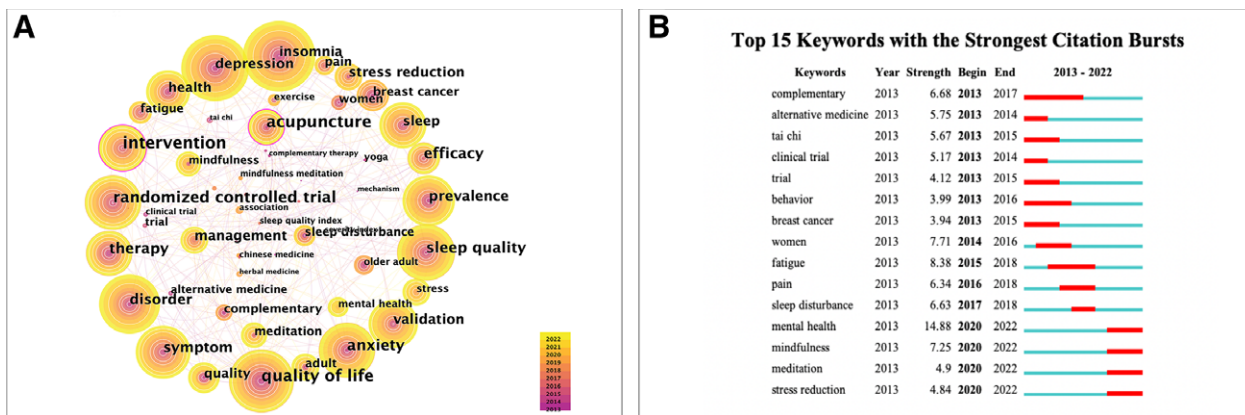 A
insomnia
depression
pain
stress reduction
health
breast cancer
exercise
women
fatigue
tai chi
acupuncture
sleep
intervention
complementary therapy
yoga
efficacy
mindfulness
mindfulness meditation
mechanism
randomized controlled trial
prevalence
association
clinical trial
trial
sleep quality index
sleep disturbance
management
therapy
sleep quality
chinese medicine
older adult
herbal medicine
alternative medicine
stress
disorder
complementary
mental health
validation
meditation
symptom
anxiety
adult
quality
quality of life
2022
2021
2020
2019
2018
2017
2016
2015
2014
2013
B
Top 15 Keywords with the Strongest Citation Bursts
Keywords Year Strength Begin End 2013 - 2022
complementary 2013 6.68 2013 2017
alternative medicine 2013 5.75 2013 2014
tai chi 2013 5.67 2013 2015
clinical trial 2013 5.17 2013 2014
trial 2013 4.12 2013 2015
behavior 2013 3.99 2013 2016
breast cancer 2013 3.94 2013 2015
women 2013 7.71 2014 2016
fatigue 2013 8.38 2015 2018
pain 2013 6.34 2016 2018
sleep disturbance 2013 6.63 2017 2018
mental health 2013 14.88 2020 2022
mindfulness 2013 7.25 2020 2022
meditation 2013 4.9 2020 2022
stress reduction 2013 4.84 2020 2022